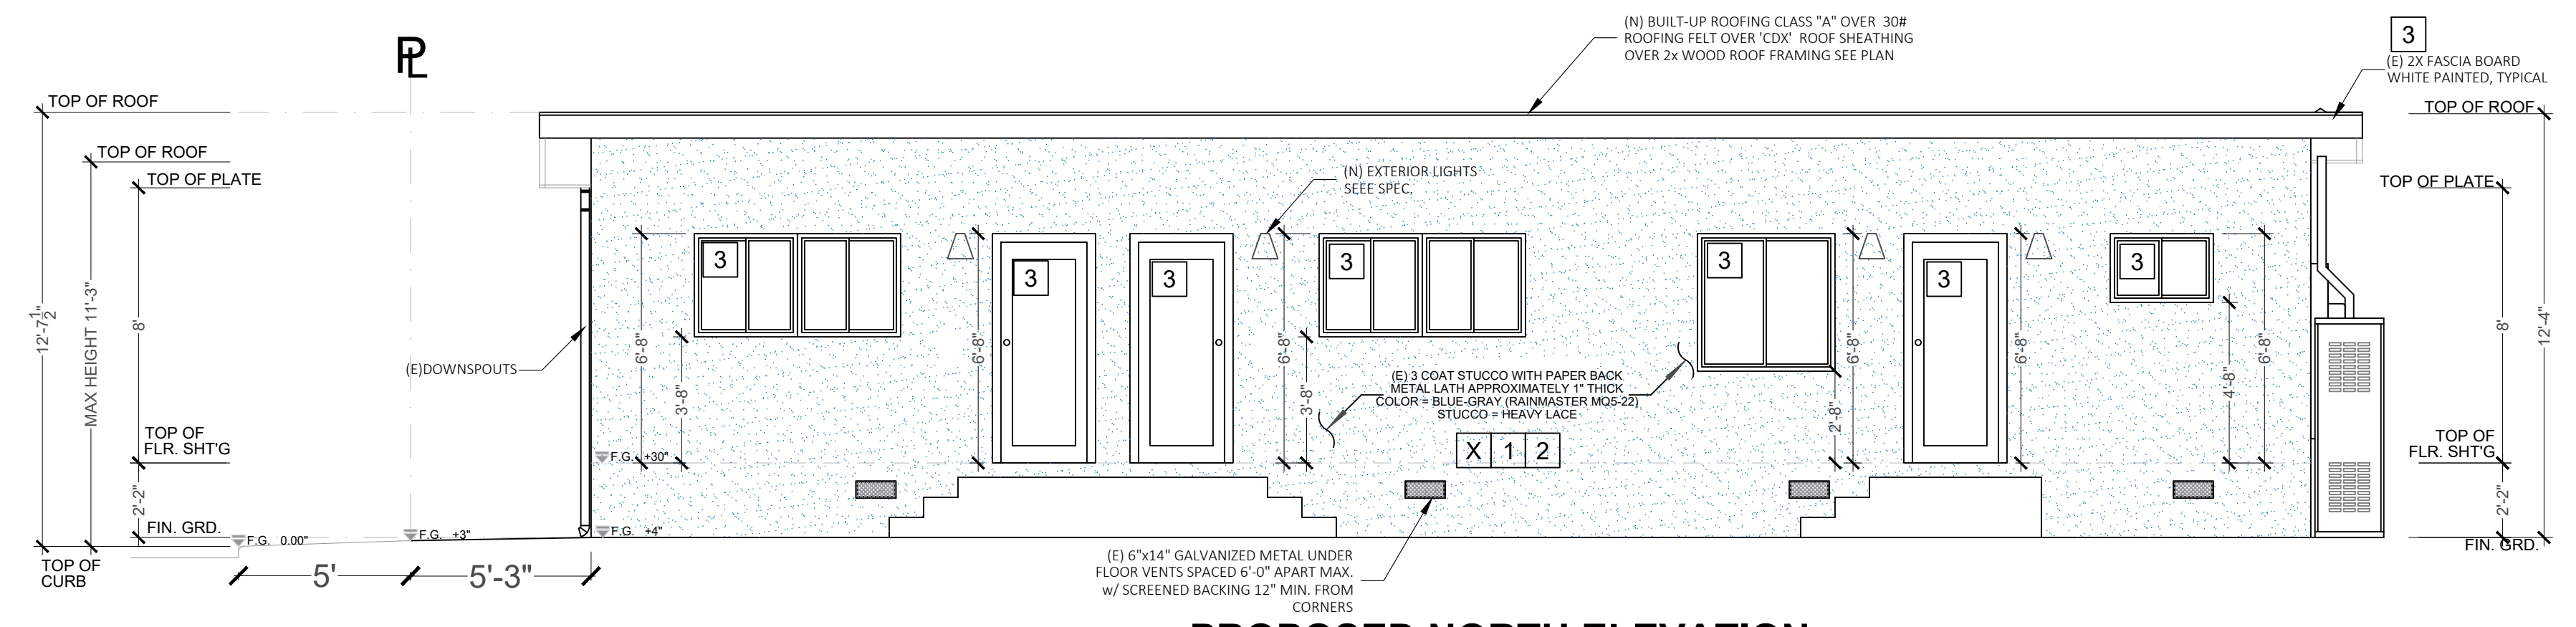 (N) BUILT-UP ROOFING CLASS "A" OVER 30#
ROOFING FELT OVER 'CDX' ROOF SHEATHING
OVER 2x WOOD ROOF FRAMING SEE PLAN
3
(E) 2X FASCIA BOARD
WHITE PAINTED, TYPICAL
PL
TOP OF ROOF
TOP OF ROOF
TOP OF ROOF
TOP OF PLATE
(N) EXTERIOR LIGHTS
SEEE SPEC.
TOP OF PLATE
3
3
3
3
3
3
3
12'-7 1/2"
MAX HEIGHT 11'-3"
8'
6'-8"
6'-8"
6'-8"
6'-8"
6'-8"
6'-8"
8'
12'-4"
(E)DOWNSPOUTS
3'-8"
3'-8"
2'-8"
4'-8"
(E) 3 COAT STUCCO WITH PAPER BACK
METAL LATH APPROXIMATELY 1" THICK
COLOR = BLUE-GRAY (RAINMASTER MQ5-22)
STUCCO = HEAVY LACE
X 1 2
TOP OF
FLR. SHT'G
F.G. +30"
TOP OF
FLR. SHT'G
2'-2"
2'-2"
FIN. GRD.
F.G. 0.00"
F.G. +3"
F.G. +4"
FIN. GRD.
TOP OF
CURB
5'
5'-3"
(E) 6"x14" GALVANIZED METAL UNDER
FLOOR VENTS SPACED 6'-0" APART MAX.
w/ SCREENED BACKING 12" MIN. FROM
CORNERS
PROPOSED NORTH ELEVATION